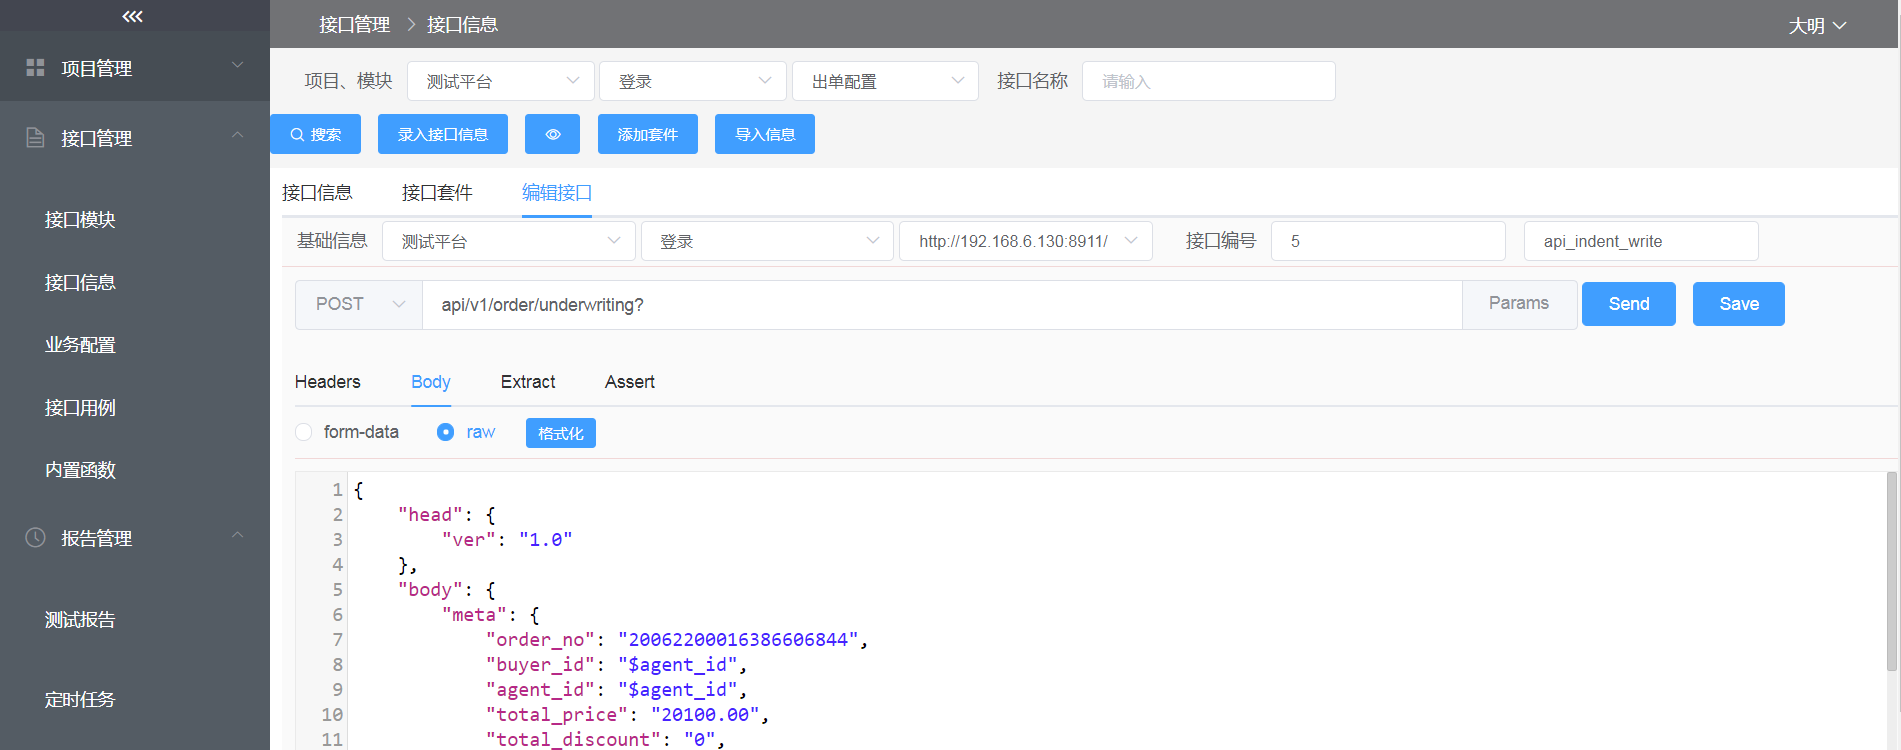 项目管理
接口管理
接口模块
接口信息
业务配置
接口用例
内置函数
报告管理
测试报告
定时任务
接口管理 接口信息 大明
项目、模块 测试平台 登录 出单配置 接口名称 请输入
搜索 录入接口信息 添加套件 导入信息
接口信息 接口套件 编辑接口
基础信息 测试平台 登录 http://192.168.6.130:8911/ 接口编号 5 api_indent_write
POST api/v1/order/underwriting? Params Send Save
Headers Body Extract Assert
form-data raw 格式化
1 {
2 "head": {
3 "ver": "1.0"
4 },
5 "body": {
6 "meta": {
7 "order_no": "20062200016386606844",
8 "buyer_id": "$agent_id",
9 "agent_id": "$agent_id",
10 "total_price": "20100.00",
11 "total_discount": "0",